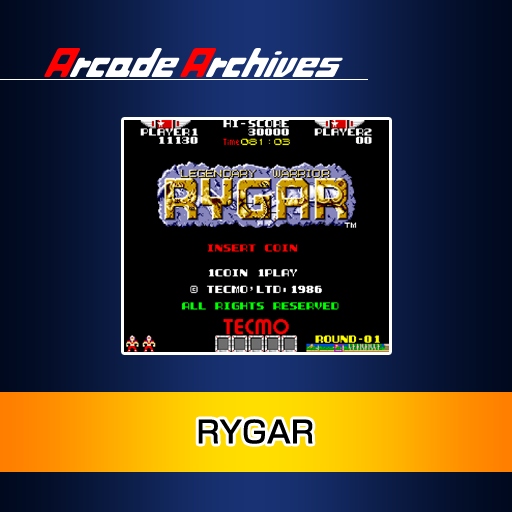 Arcade Archives
HI-SCORE
PLAYER1 30000 PLAYER2
11130 00
TIME 081:03
LEGENDARY WARRIOR
RYGAR
TM
INSERT COIN
1COIN 1PLAY
© TECMO,LTD. 1986
ALL RIGHTS RESERVED
TECMO
ROUND-01
RYGAR